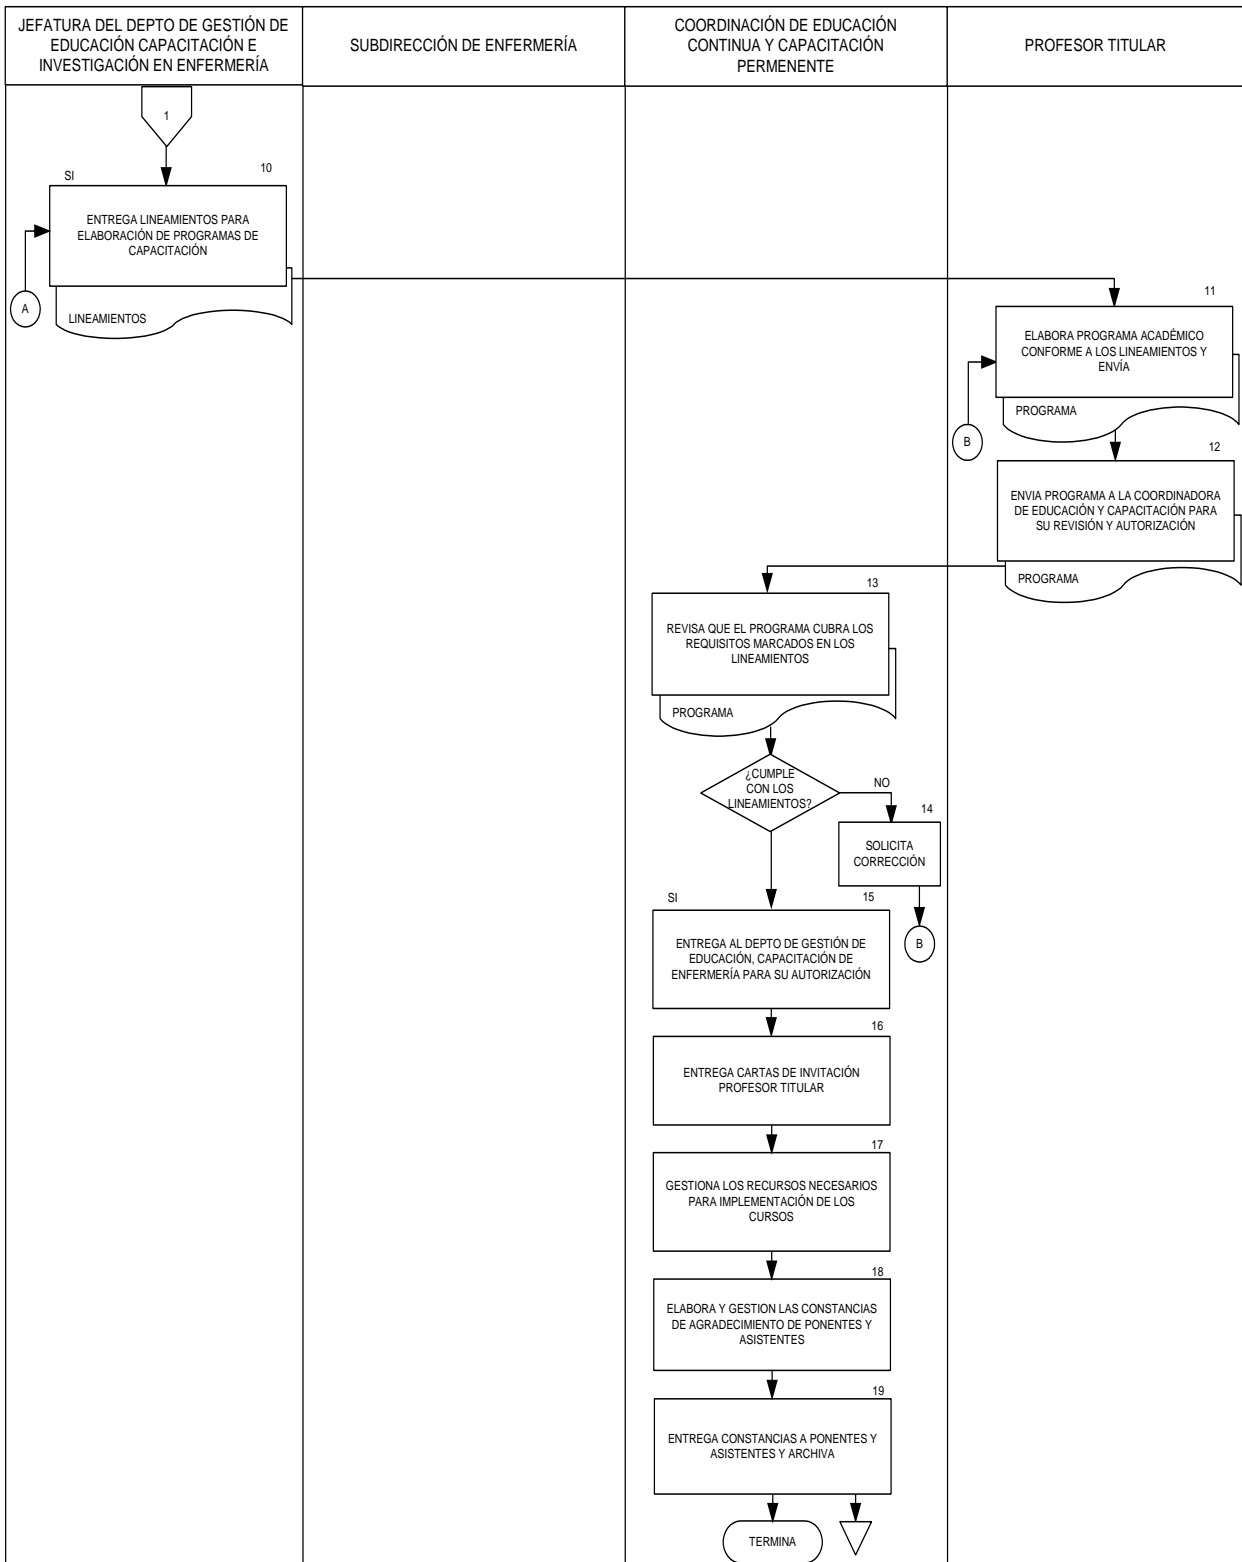 JEFATURA DEL DEPTO DE GESTIÓN DE
EDUCACIÓN CAPACITACIÓN E
INVESTIGACIÓN EN ENFERMERÍA
SUBDIRECCIÓN DE ENFERMERÍA
COORDINACIÓN DE EDUCACIÓN
CONTINUA Y CAPACITACIÓN
PERMENENTE
PROFESOR TITULAR
1
SI
10
ENTREGA LINEAMIENTOS PARA
ELABORACIÓN DE PROGRAMAS DE
CAPACITACIÓN
A
LINEAMIENTOS
11
ELABORA PROGRAMA ACADÉMICO
CONFORME A LOS LINEAMIENTOS Y
ENVÍA
PROGRAMA
B
12
ENVIA PROGRAMA A LA COORDINADORA
DE EDUCACIÓN Y CAPACITACIÓN PARA
SU REVISIÓN Y AUTORIZACIÓN
PROGRAMA
13
REVISA QUE EL PROGRAMA CUBRA LOS
REQUISITOS MARCADOS EN LOS
LINEAMIENTOS
PROGRAMA
¿CUMPLE
CON LOS
LINEAMIENTOS?
NO
14
SOLICITA
CORRECCIÓN
B
SI
15
ENTREGA AL DEPTO DE GESTIÓN DE
EDUCACIÓN, CAPACITACIÓN DE
ENFERMERÍA PARA SU AUTORIZACIÓN
16
ENTREGA CARTAS DE INVITACIÓN
PROFESOR TITULAR
17
GESTIONA LOS RECURSOS NECESARIOS
PARA IMPLEMENTACIÓN DE LOS
CURSOS
18
ELABORA Y GESTION LAS CONSTANCIAS
DE AGRADECIMIENTO DE PONENTES Y
ASISTENTES
19
ENTREGA CONSTANCIAS A PONENTES Y
ASISTENTES Y ARCHIVA
TERMINA